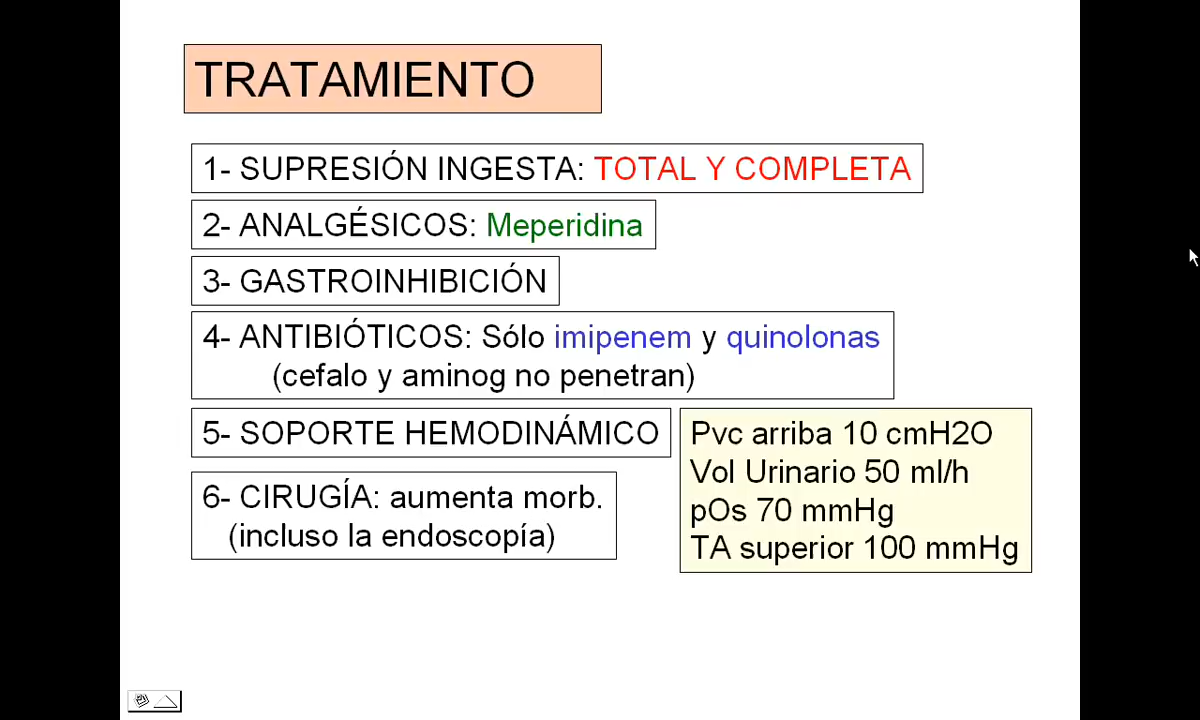 TRATAMIENTO
1- SUPRESIÓN INGESTA: TOTAL Y COMPLETA
2- ANALGÉSICOS: Meperidina
3- GASTROINHIBICIÓN
4- ANTIBIÓTICOS: Sólo imipenem y quinolonas
(cefalo y aminog no penetran)
5- SOPORTE HEMODINÁMICO
Pvc arriba 10 cmH2O
Vol Urinario 50 ml/h
pOs 70 mmHg
TA superior 100 mmHg
6- CIRUGÍA: aumenta morb.
(incluso la endoscopía)